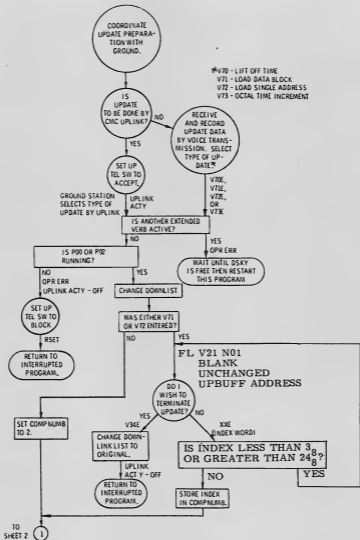 COORDINATE
UPDATE PREPARA-
TION WITH
GROUND.
*V70 - LIFT OFF TIME
V71 - LOAD DATA BLOCK
V72 - LOAD SINGLE ADDRESS
V73 - OCTAL TIME INCREMENT
IS
UPDATE
TO BE DONE BY
CMC UPLINK?
NO
YES
RECEIVE
AND RECORD
UPDATE DATA
BY VOICE TRANS-
MISSION. SELECT
TYPE OF UP-
DATE.*
SET UP
TEL SW TO
ACCEPT.
GROUND STATION
SELECTS TYPE OF
UPDATE BY UPLINK
UPLINK
ACTY
V70E,
V71E,
V72E,
OR
V73E
IS ANOTHER EXTENDED
VERB ACTIVE?
NO
YES
OPR ERR
IS P00 OR P02
RUNNING?
WAIT UNTIL DSKY
IS FREE THEN RESTART
THIS PROGRAM
NO
OPR ERR
UPLINK ACTY - OFF
YES
CHANGE DOWNLIST
SET UP
TEL SW TO
BLOCK
RSET
RETURN TO
INTERRUPTED
PROGRAM.
WAS EITHER V71
OR V72 ENTERED?
NO
YES
FL V21 N01
BLANK
UNCHANGED
UPBUFF ADDRESS
DO I
WISH TO
TERMINATE
UPDATE?
YES
NO
V34E
XXE
(INDEX WORD)
SET COMPNUMB
TO 2.
CHANGE DOWN-
LINK LIST TO
ORIGINAL.
UPLINK
ACTY - OFF
RETURN TO
INTERRUPTED
PROGRAM.
IS INDEX LESS THAN 3₈
OR GREATER THAN 24₈?
NO
YES
STORE INDEX
IN COMPNUMB.
TO
SHEET 2
1